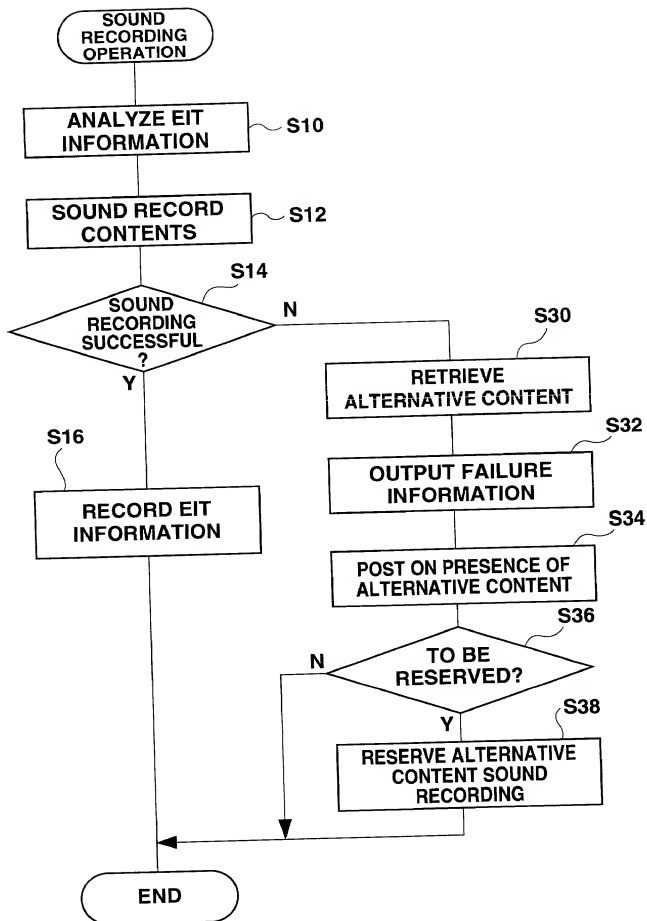 SOUND
RECORDING
OPERATION
ANALYZE EIT
INFORMATION
S10
SOUND RECORD
CONTENTS
S12
S14
SOUND
RECORDING
SUCCESSFUL
?
N
Y
S16
RECORD EIT
INFORMATION
S30
RETRIEVE
ALTERNATIVE CONTENT
S32
OUTPUT FAILURE
INFORMATION
S34
POST ON PRESENCE OF
ALTERNATIVE CONTENT
S36
TO BE
RESERVED?
N
Y
S38
RESERVE ALTERNATIVE
CONTENT SOUND
RECORDING
END